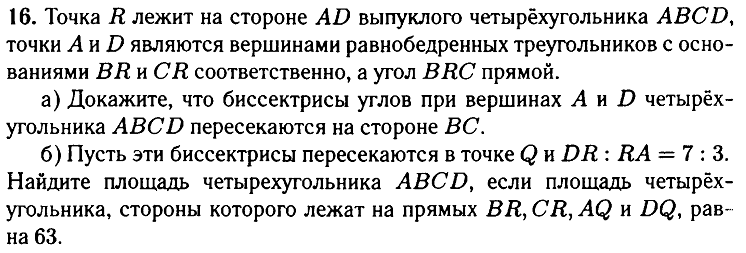 16. Точка R лежит на стороне AD выпуклого четырёхугольника ABCD,
точки A и D являются вершинами равнобедренных треугольников с осно-
ваниями BR и CR соответственно, а угол BRC прямой.
а) Докажите, что биссектрисы углов при вершинах A и D четырёх-
угольника ABCD пересекаются на стороне BC.
б) Пусть эти биссектрисы пересекаются в точке Q и DR : RA = 7 : 3.
Найдите площадь четырехугольника ABCD, если площадь четырёх-
угольника, стороны которого лежат на прямых BR, CR, AQ и DQ, рав-
на 63.